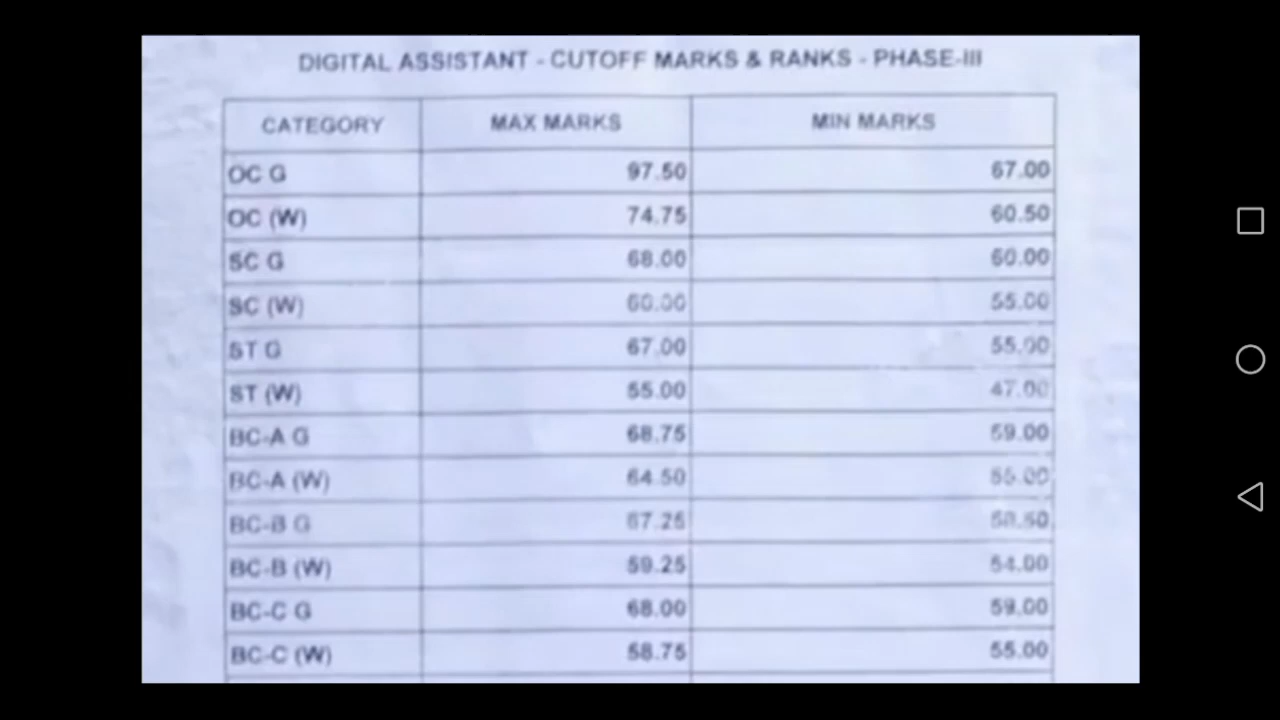 DIGITAL ASSISTANT - CUTOFF MARKS & RANKS - PHASE-III
CATEGORY MAX MARKS MIN MARKS
OC G 97.50 67.00
OC (W) 74.75 60.50
SC G 68.00 60.00
SC (W) 60.00 55.00
ST G 67.00 55.00
ST (W) 55.00 47.00
BC-A G 68.75 59.00
BC-A (W) 64.50 55.00
BC-B G 67.25
BC-B (W) 59.25 54.00
BC-C G 68.00 59.00
BC-C (W) 58.75 55.00